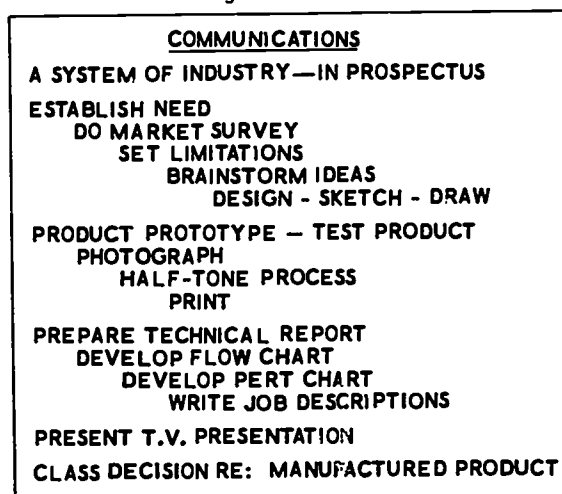 COMMUNICATIONS
A SYSTEM OF INDUSTRY—IN PROSPECTUS
ESTABLISH NEED
DO MARKET SURVEY
SET LIMITATIONS
BRAINSTORM IDEAS
DESIGN - SKETCH - DRAW
PRODUCT PROTOTYPE — TEST PRODUCT
PHOTOGRAPH
HALF-TONE PROCESS
PRINT
PREPARE TECHNICAL REPORT
DEVELOP FLOW CHART
DEVELOP PERT CHART
WRITE JOB DESCRIPTIONS
PRESENT T.V. PRESENTATION
CLASS DECISION RE: MANUFACTURED PRODUCT